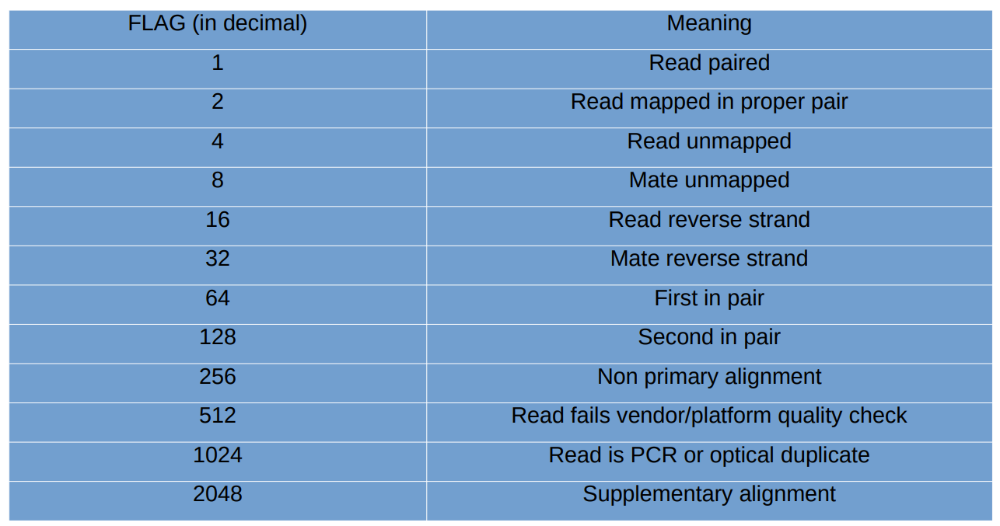 FLAG (in decimal) Meaning
1 Read paired
2 Read mapped in proper pair
4 Read unmapped
8 Mate unmapped
16 Read reverse strand
32 Mate reverse strand
64 First in pair
128 Second in pair
256 Non primary alignment
512 Read fails vendor/platform quality check
1024 Read is PCR or optical duplicate
2048 Supplementary alignment